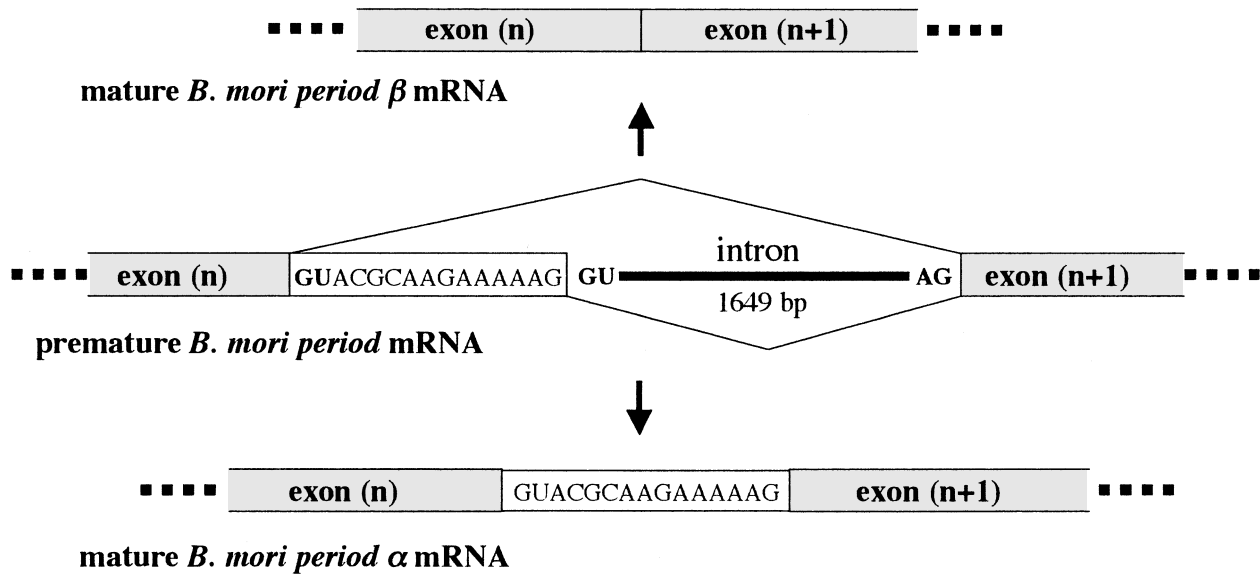 exon (n) exon (n+1)
mature B. mori period β mRNA
intron
exon (n) GUACGCAAGAAAAAG GU AG exon (n+1)
1649 bp
premature B. mori period mRNA
exon (n) GUACGCAAGAAAAAG exon (n+1)
mature B. mori period α mRNA